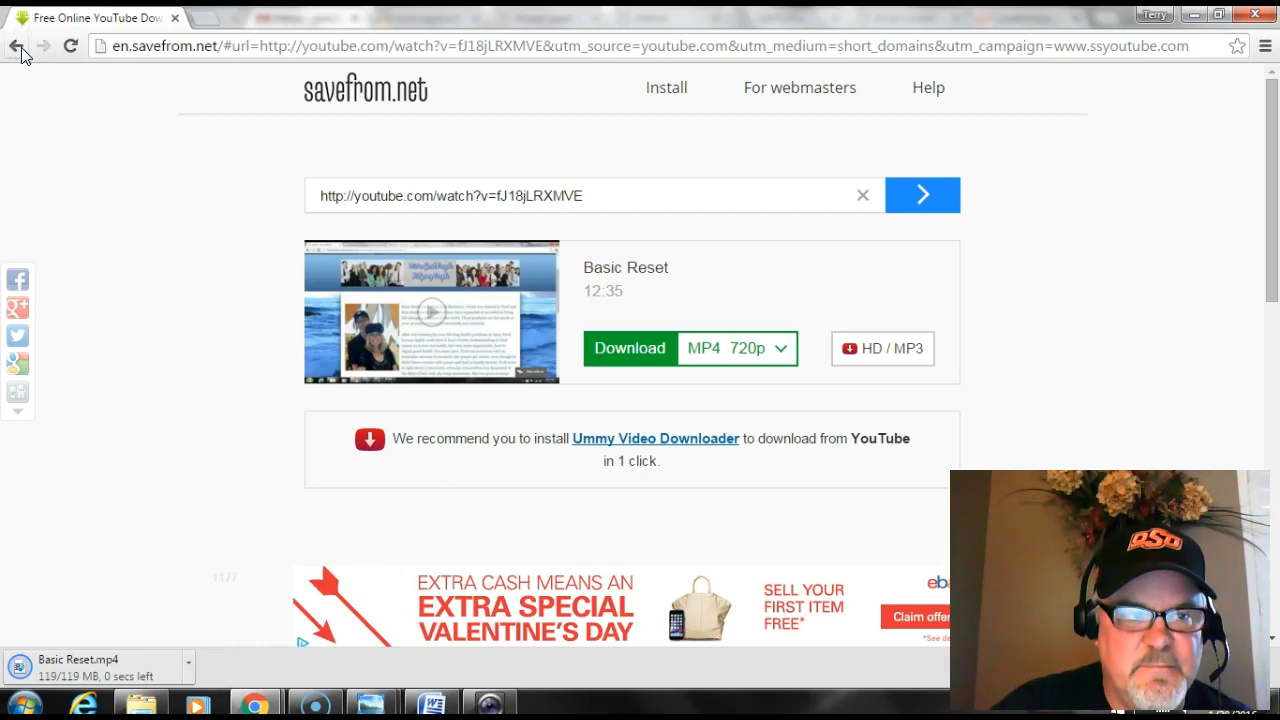 Free Online YouTube Dow
Terry
en.savefrom.net/#url=http://youtube.com/watch?v=fJ18jLRXMVE&utm_source=youtube.com&utm_medium=short_domains&utm_campaign=www.ssyoutube.com
savefrom.net
Install
For webmasters
Help
http://youtube.com/watch?v=fJ18jLRXMVE
Basic Reset
12:35
Download MP4 720p
HD / MP3
We recommend you to install Ummy Video Downloader to download from YouTube
in 1 click.
1177
EXTRA CASH MEANS AN
EXTRA SPECIAL
VALENTINE'S DAY
SELL YOUR
FIRST ITEM
FREE*
eb
Claim offer
*See de
OSU
Basic Reset.mp4
119/119 MB, 0 secs left